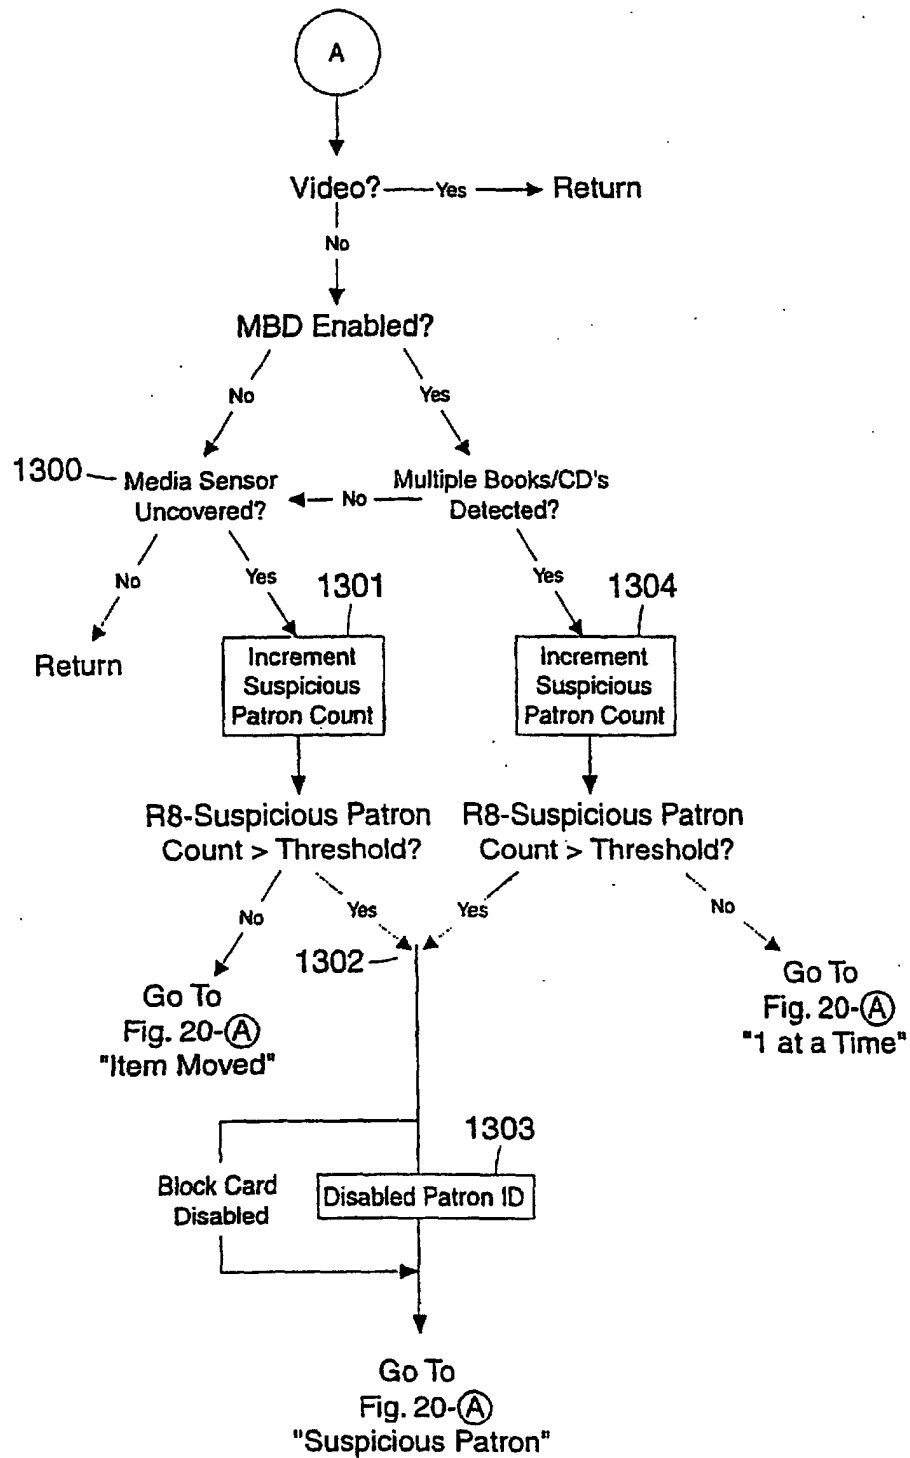 A
Video? Yes Return
No
MBD Enabled?
No Yes
1300 Media Sensor Uncovered? No Multiple Books/CD's Detected?
No Yes 1301 Yes 1304
Return
Increment
Suspicious
Patron Count
Increment
Suspicious
Patron Count
R8-Suspicious Patron
Count > Threshold?
R8-Suspicious Patron
Count > Threshold?
No Yes Yes No
1302
Go To
Fig. 20-A
"Item Moved"
Go To
Fig. 20-A
"1 at a Time"
1303
Block Card
Disabled
Disabled Patron ID
Go To
Fig. 20-A
"Suspicious Patron"